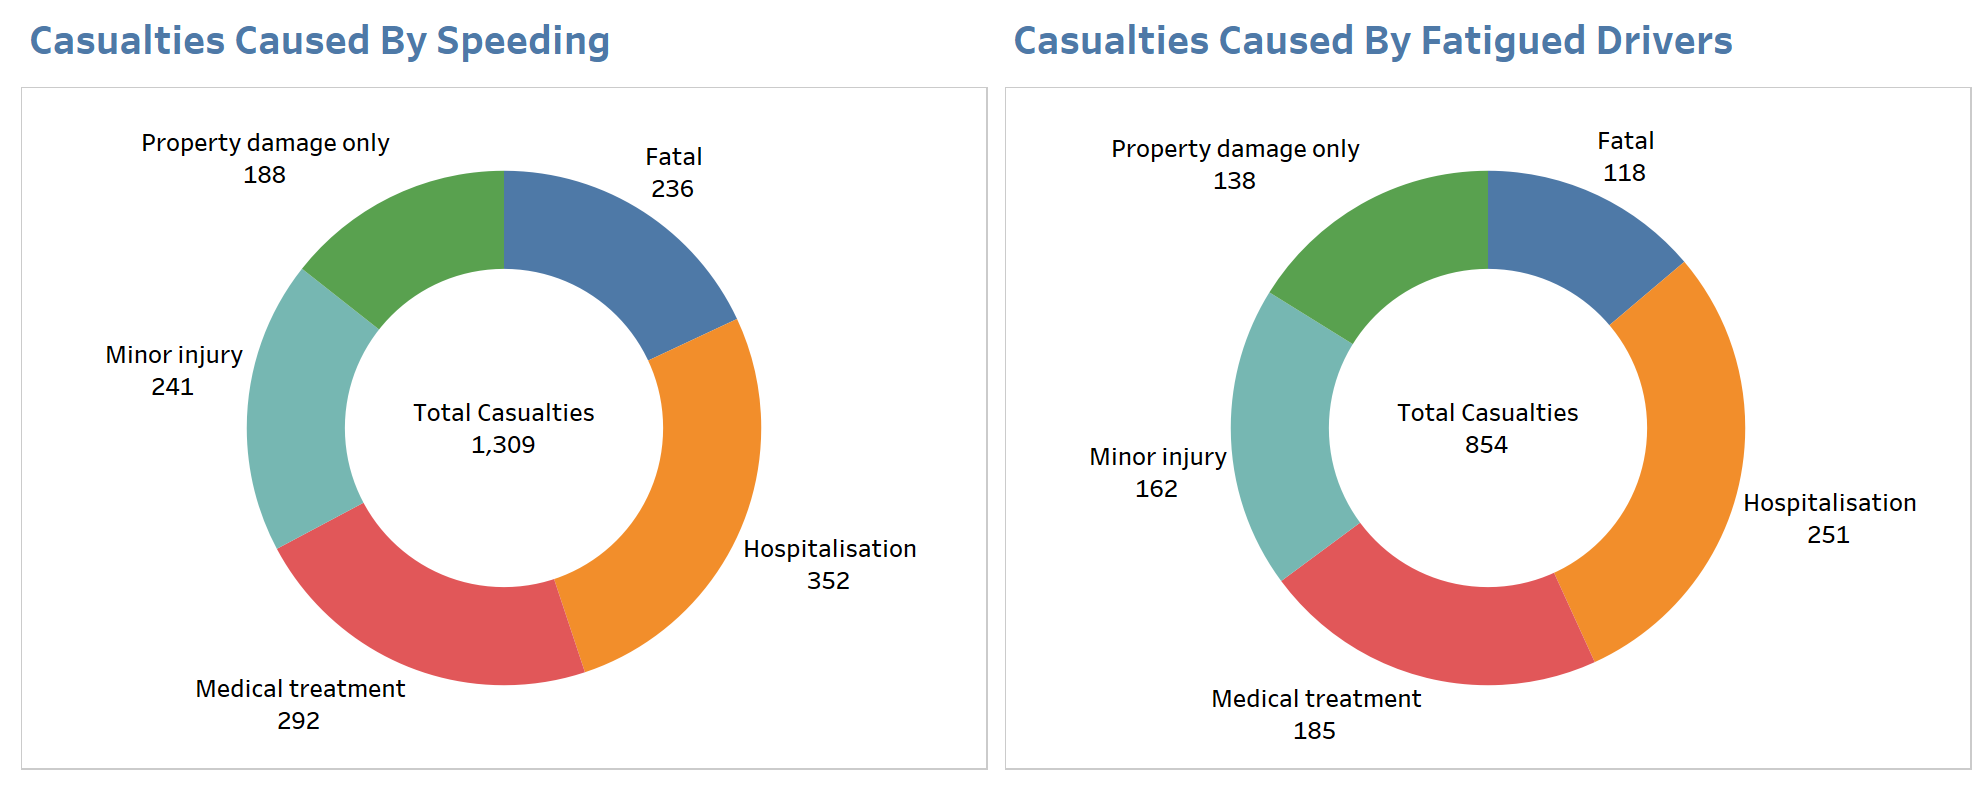 Casualties Caused By Speeding
Property damage only
188
Fatal
236
Minor injury
241
Total Casualties
1,309
Hospitalisation
352
Medical treatment
292
Casualties Caused By Fatigued Drivers
Property damage only
138
Fatal
118
Minor injury
162
Total Casualties
854
Hospitalisation
251
Medical treatment
185